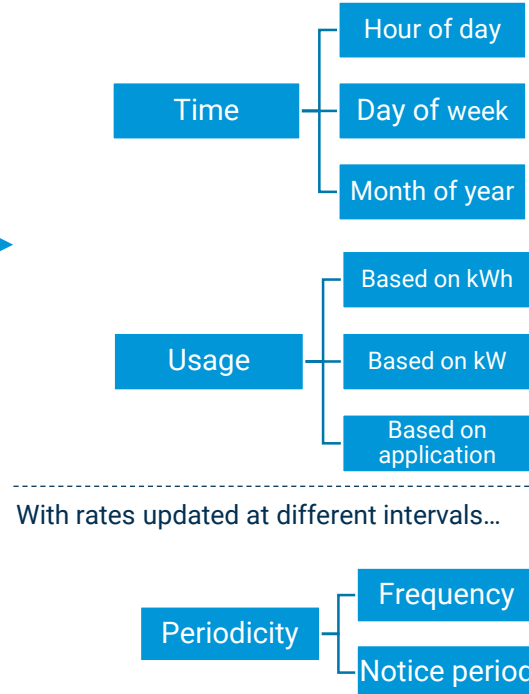 Hour of day
Time
Day of week
Month of year
Based on kWh
Usage
Based on kW
Based on
application
With rates updated at different intervals…
Frequency
Periodicity
Notice period